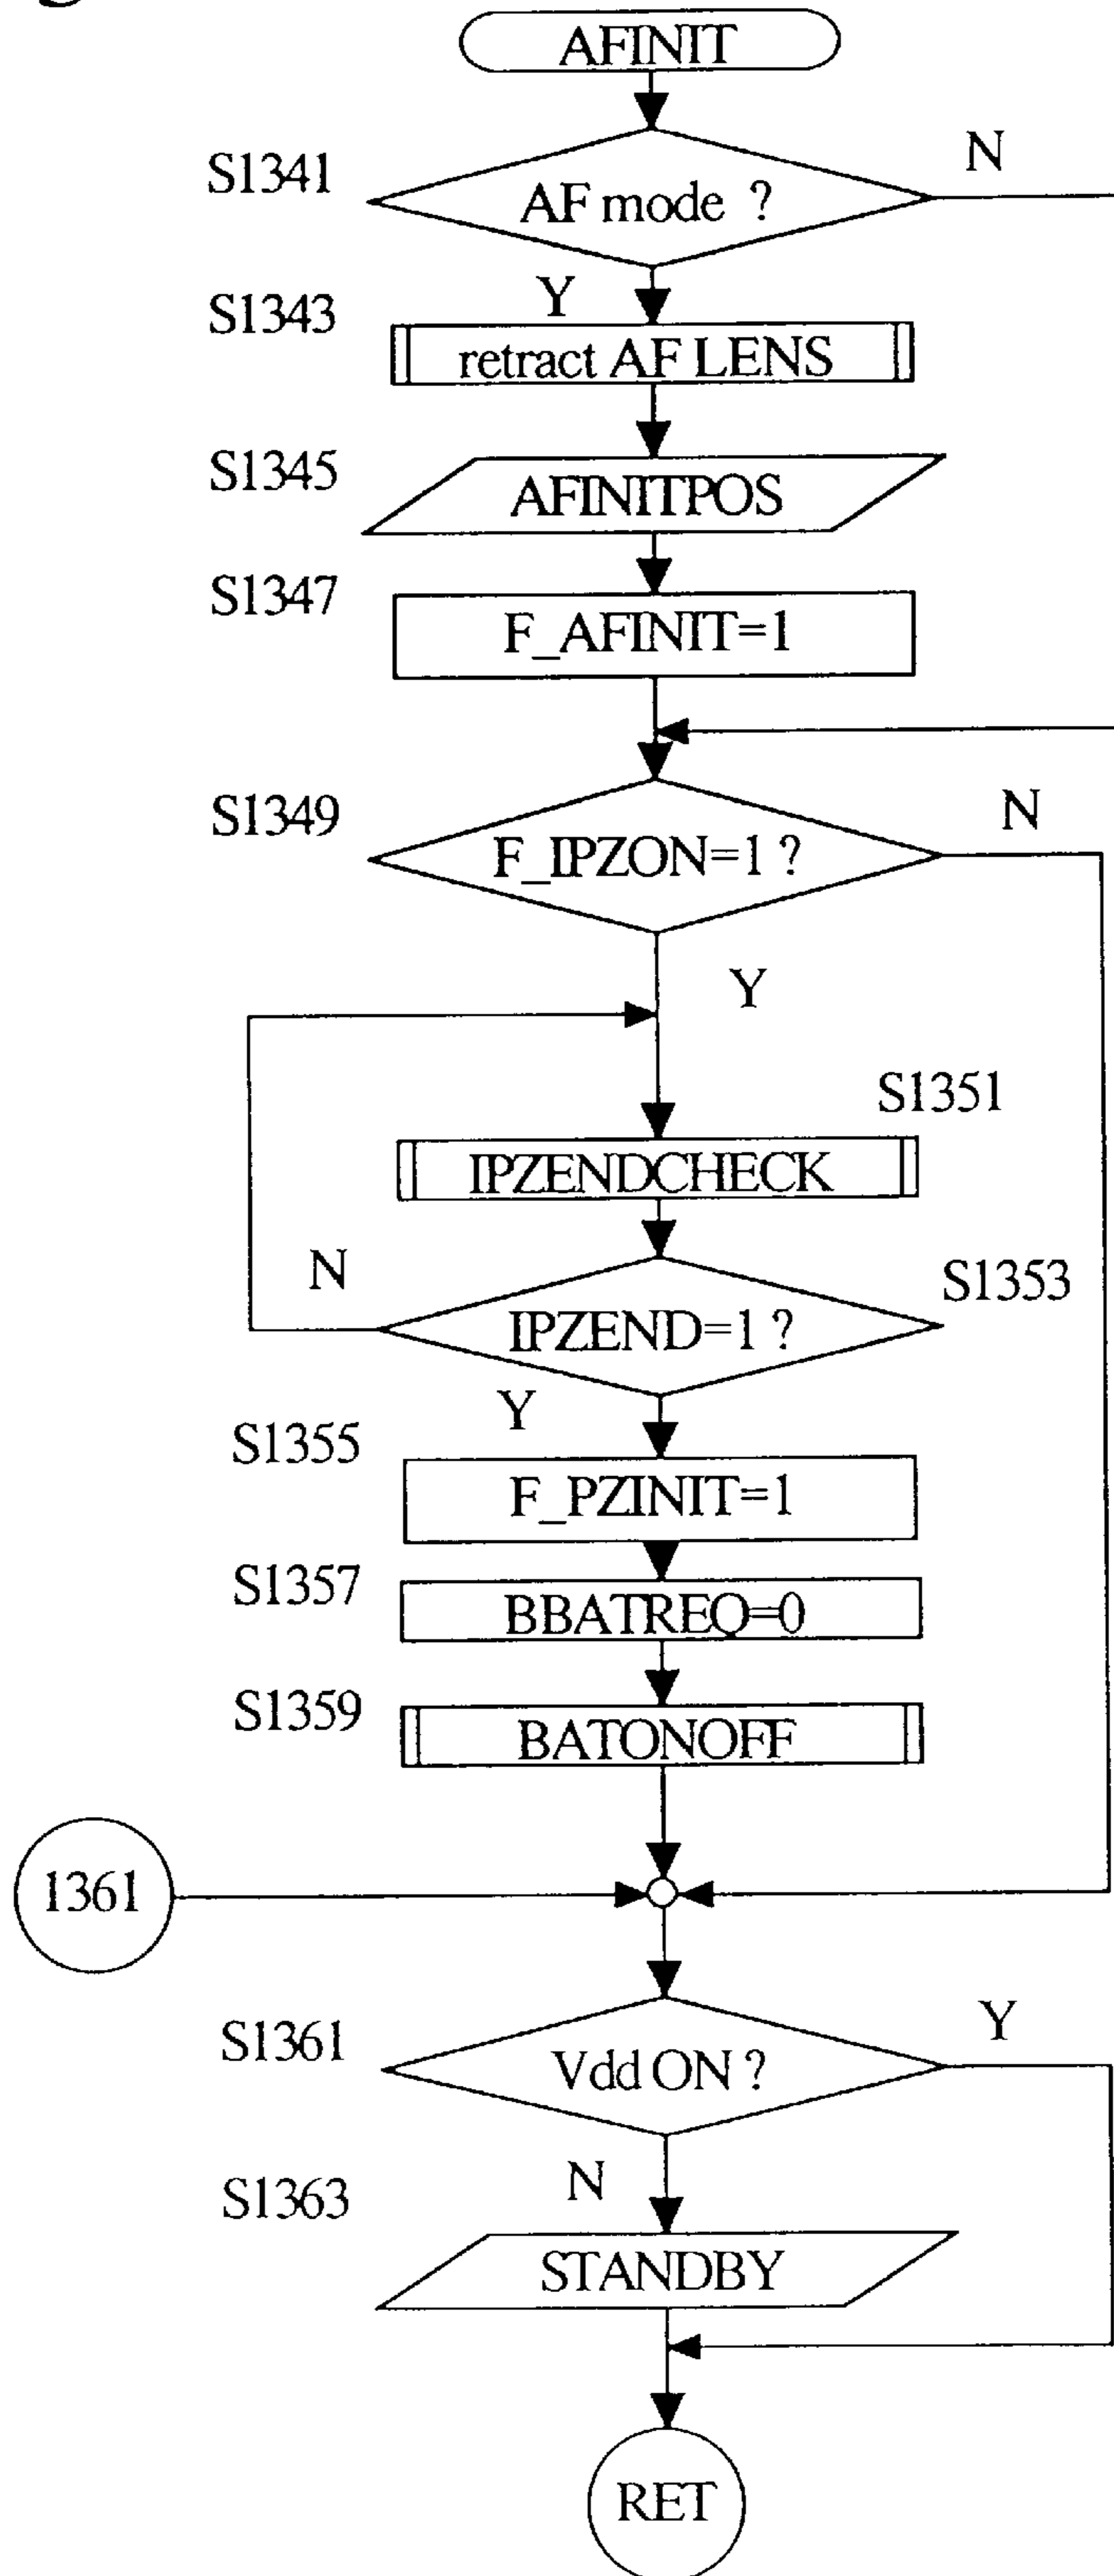 AFINIT
N
S1341
AF mode ?
Y
S1343
retract AF LENS
S1345
AFINITPOS
S1347
F_AFINIT=1
S1349
N
F_IPZON=1 ?
Y
S1351
IPZENDCHECK
N
S1353
IPZEND=1 ?
Y
S1355
F_PZINIT=1
S1357
BBATREQ=0
S1359
BATONOFF
1361
S1361
Y
Vdd ON ?
N
S1363
STANDBY
RET